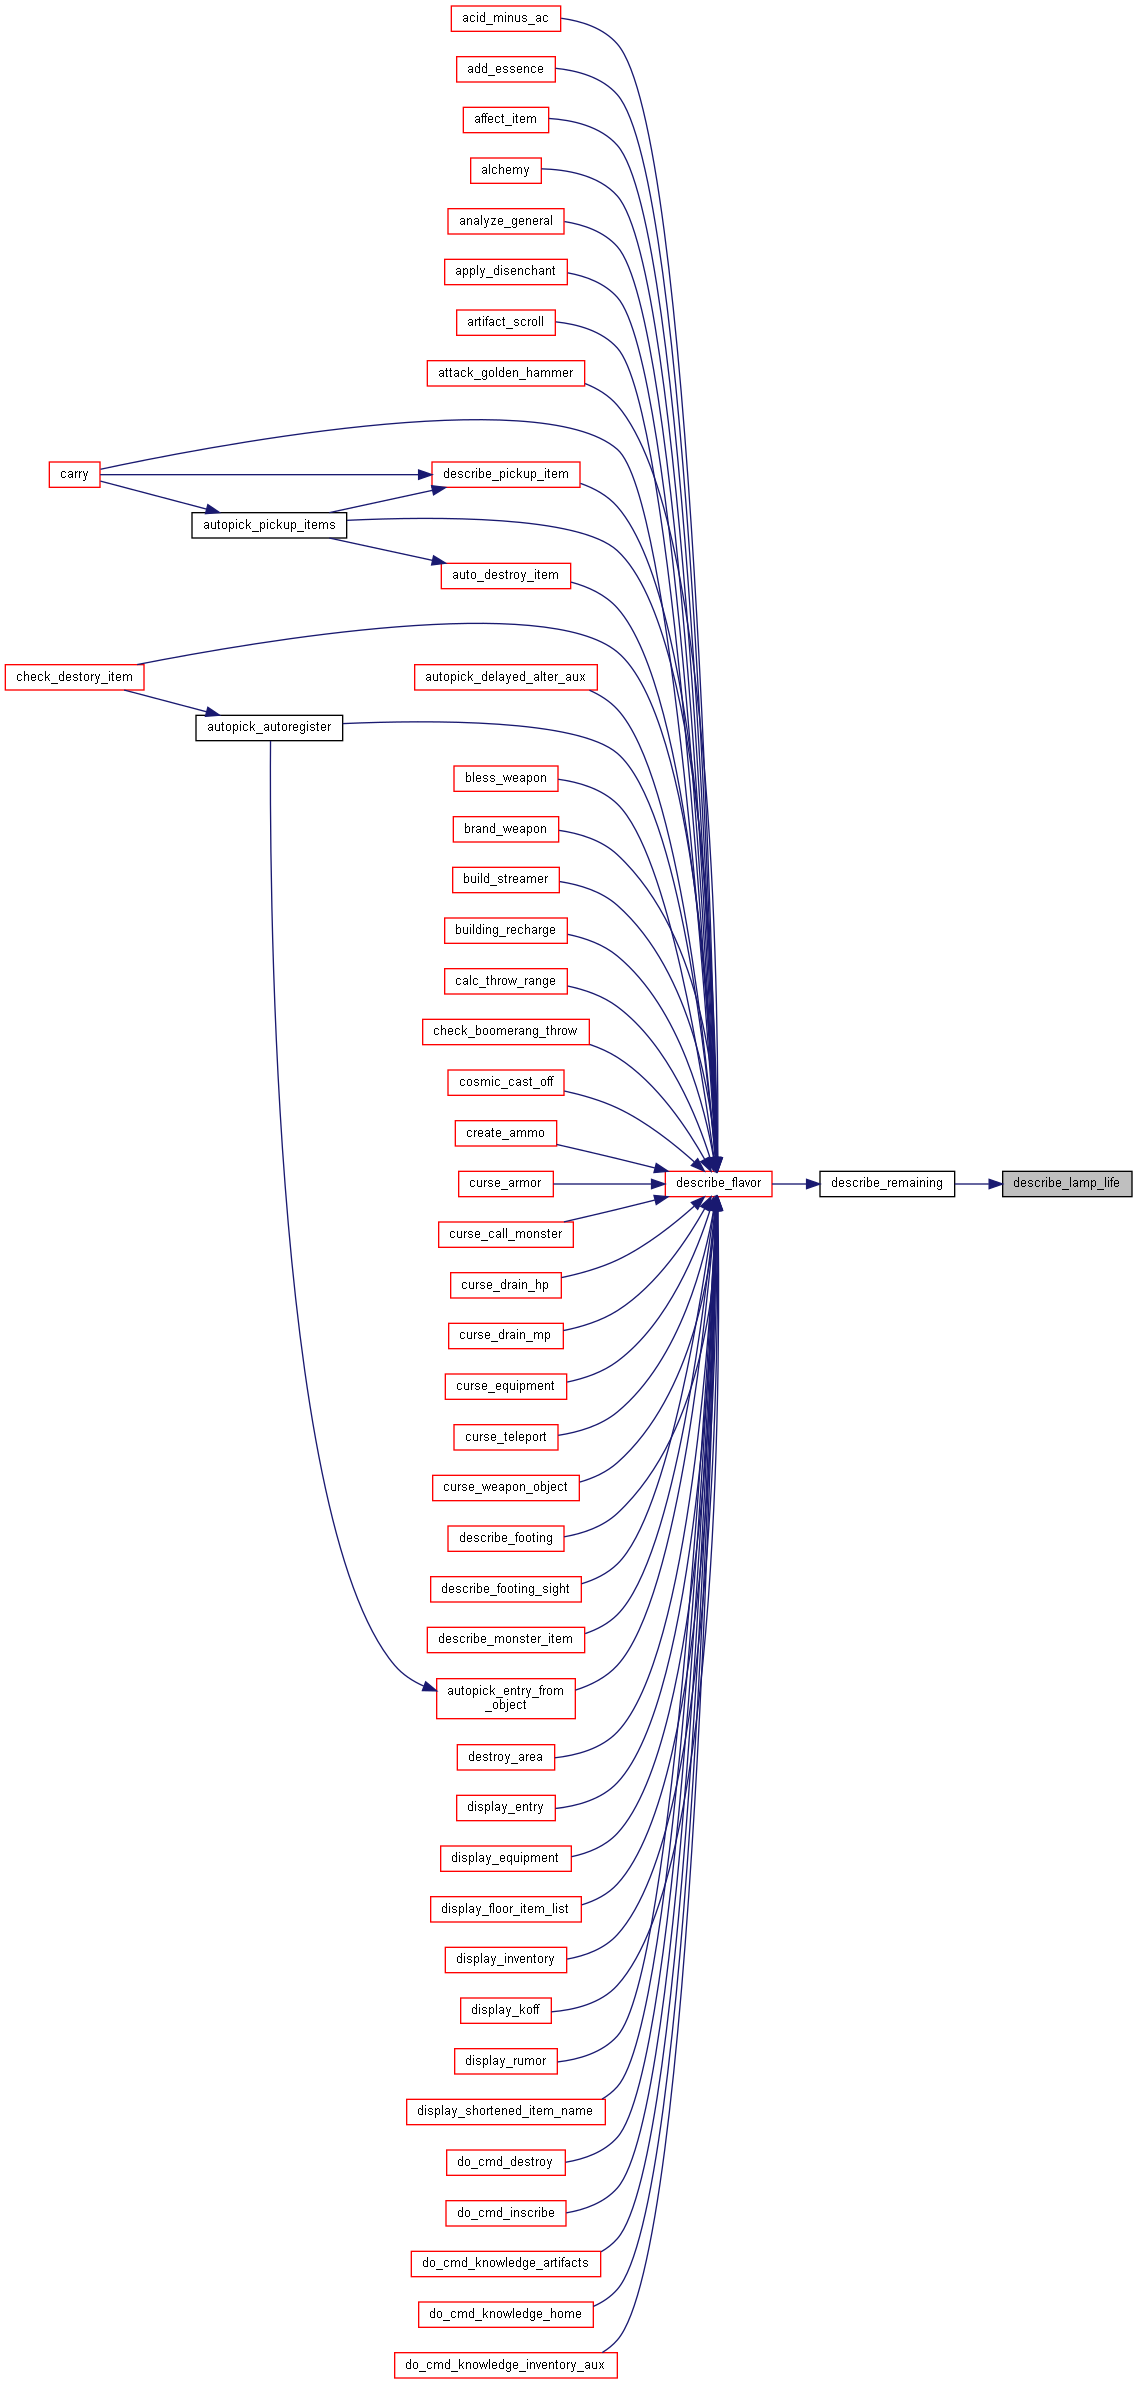 acid_minus_ac
add_essence
affect_item
alchemy
analyze_general
apply_disenchant
artifact_scroll
attack_golden_hammer
carry
describe_pickup_item
autopick_pickup_items
auto_destroy_item
check_destory_item
autopick_delayed_alter_aux
autopick_autoregister
bless_weapon
brand_weapon
build_streamer
building_recharge
calc_throw_range
check_boomerang_throw
cosmic_cast_off
create_ammo
curse_armor
describe_flavor
describe_remaining
describe_lamp_life
curse_call_monster
curse_drain_hp
curse_drain_mp
curse_equipment
curse_teleport
curse_weapon_object
describe_footing
describe_footing_sight
describe_monster_item
autopick_entry_from
_object
destroy_area
display_entry
display_equipment
display_floor_item_list
display_inventory
display_koff
display_rumor
display_shortened_item_name
do_cmd_destroy
do_cmd_inscribe
do_cmd_knowledge_artifacts
do_cmd_knowledge_home
do_cmd_knowledge_inventory_aux